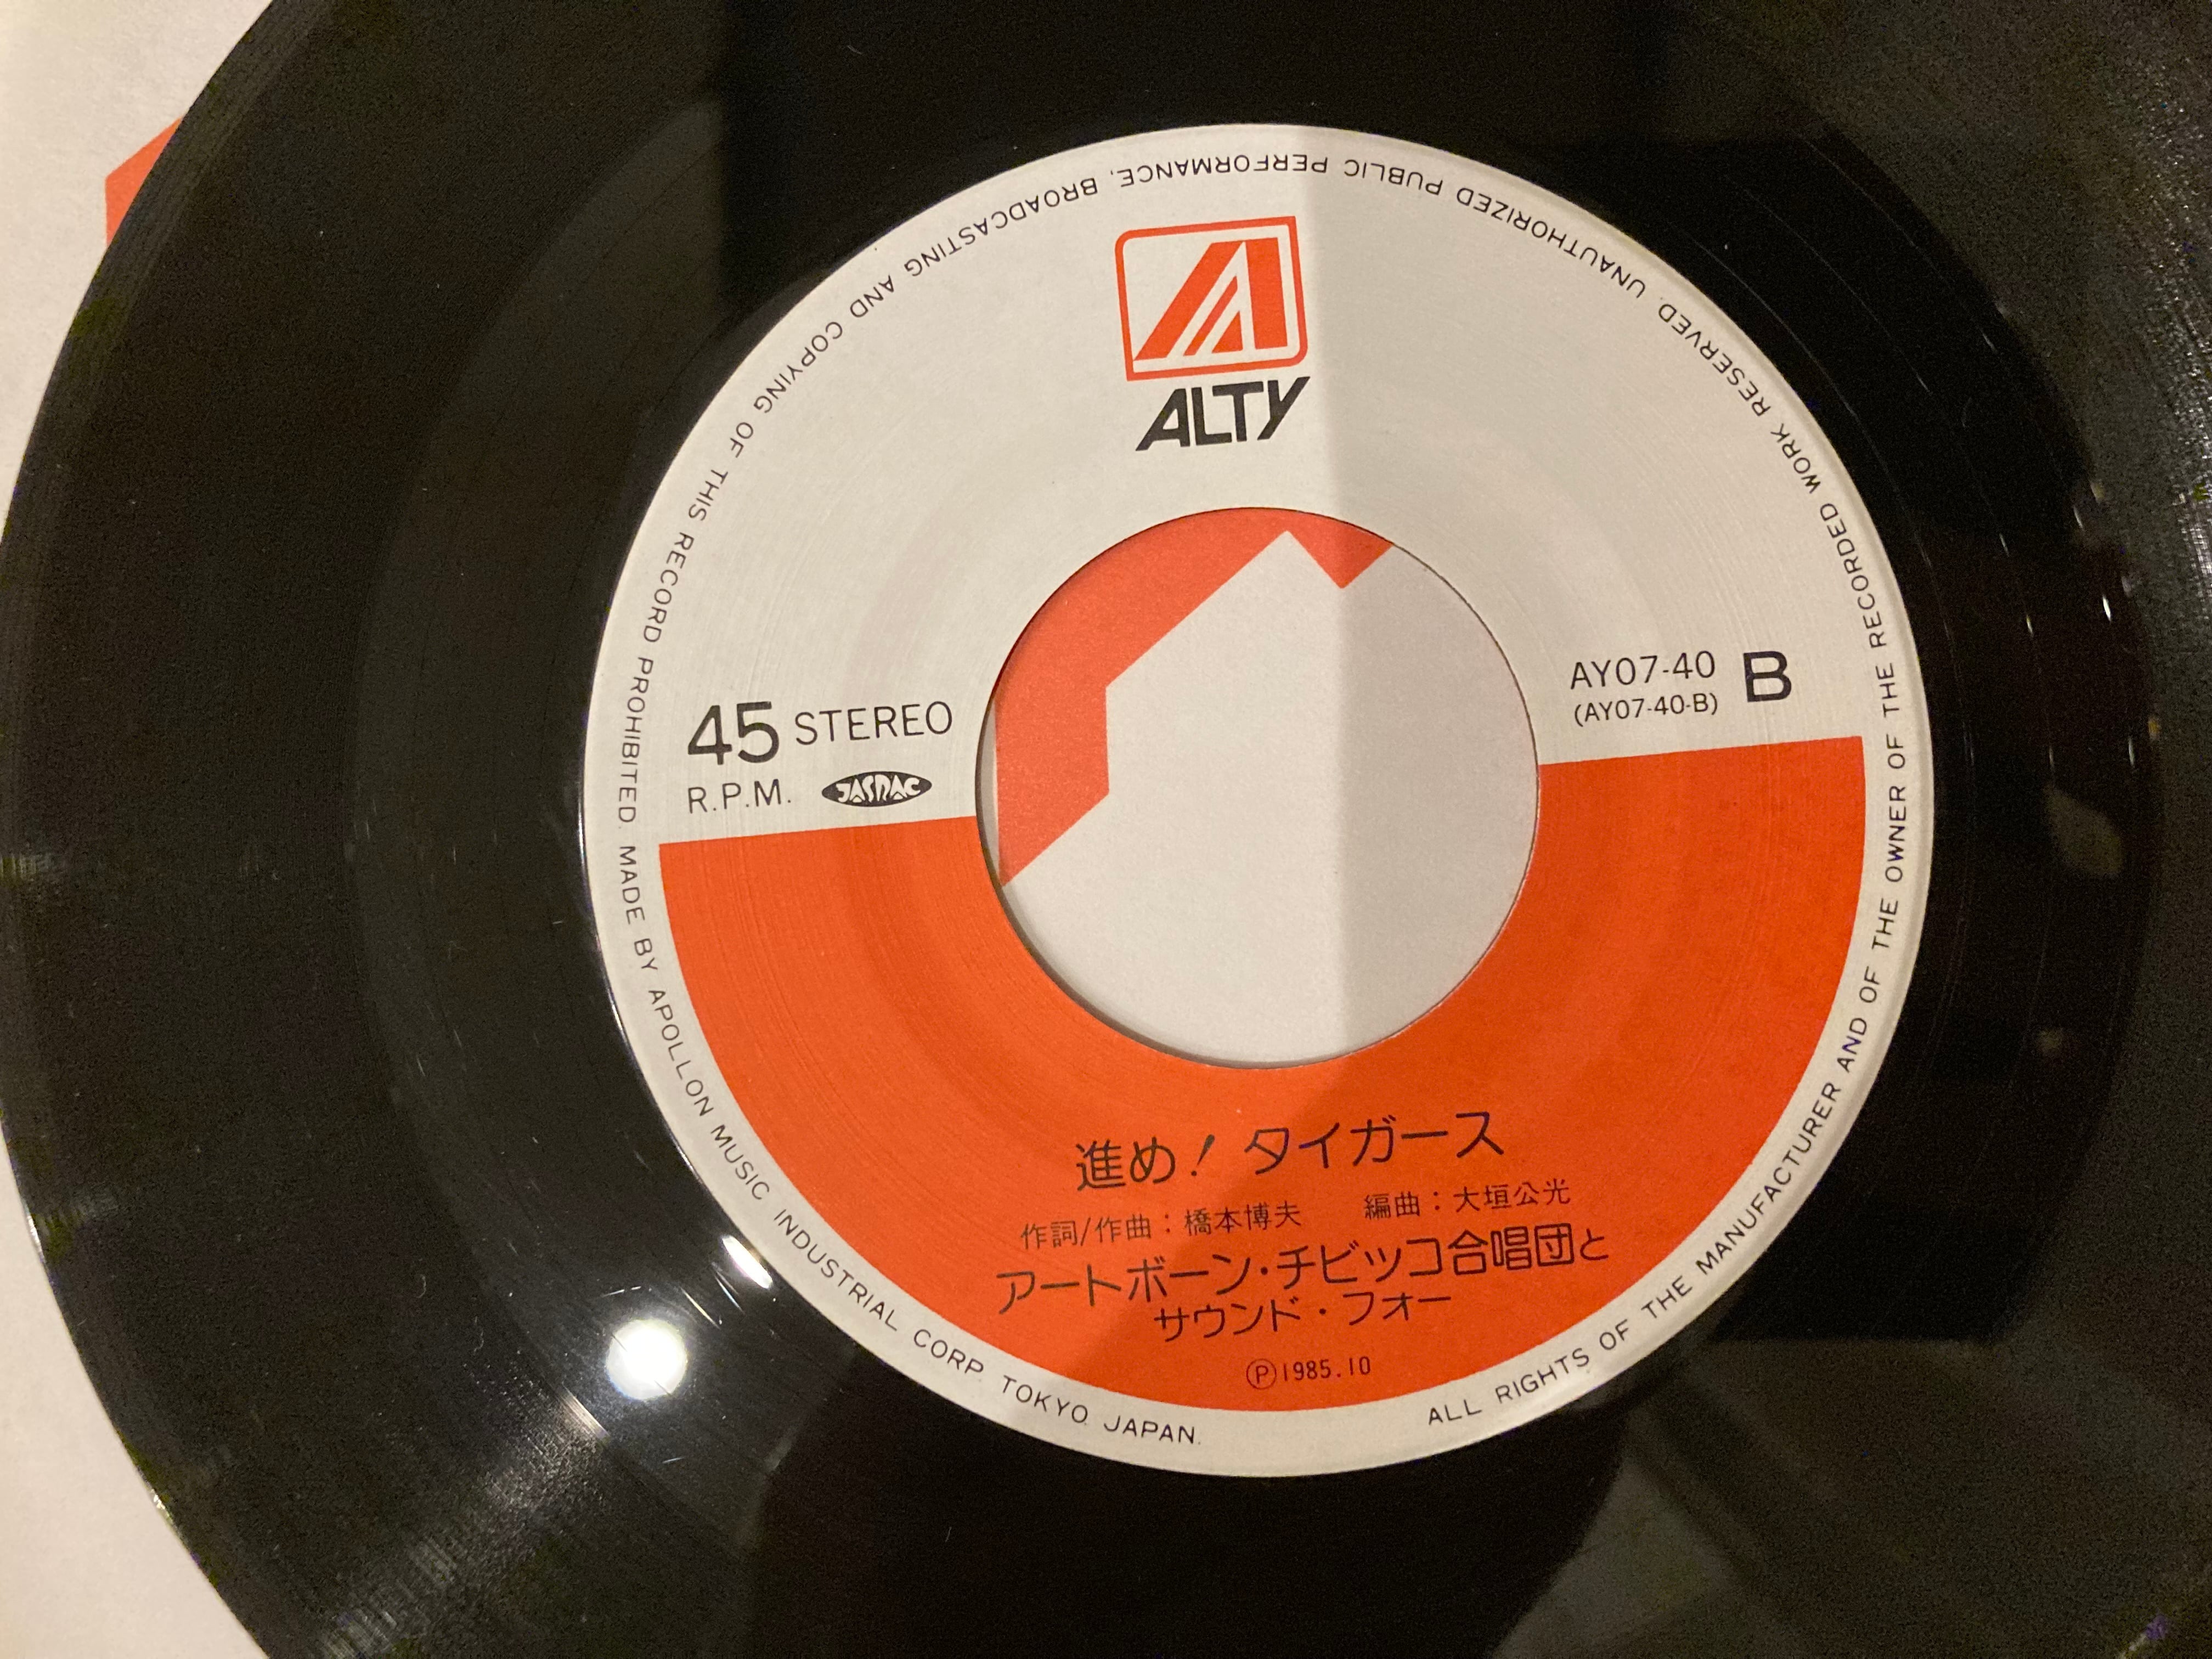 ALTY
45 STEREO
R.P.M. JASRAC
AY07-40 B
(AY07-40-B)
進め! タイガース
作詞/作曲:橋本博夫 編曲:大垣公光
アートボーン・チビッコ合唱団と
サウンド・フォー
Ⓟ1985.10
ALL RIGHTS OF THE MANUFACTURER AND OF THE OWNER OF THE RECORDED WORK RESERVED. UNAUTHORIZED PUBLIC PERFORMANCE, BROADCASTING AND COPYING OF THIS RECORD PROHIBITED. MADE BY APOLLON MUSIC INDUSTRIAL CORP. TOKYO. JAPAN.